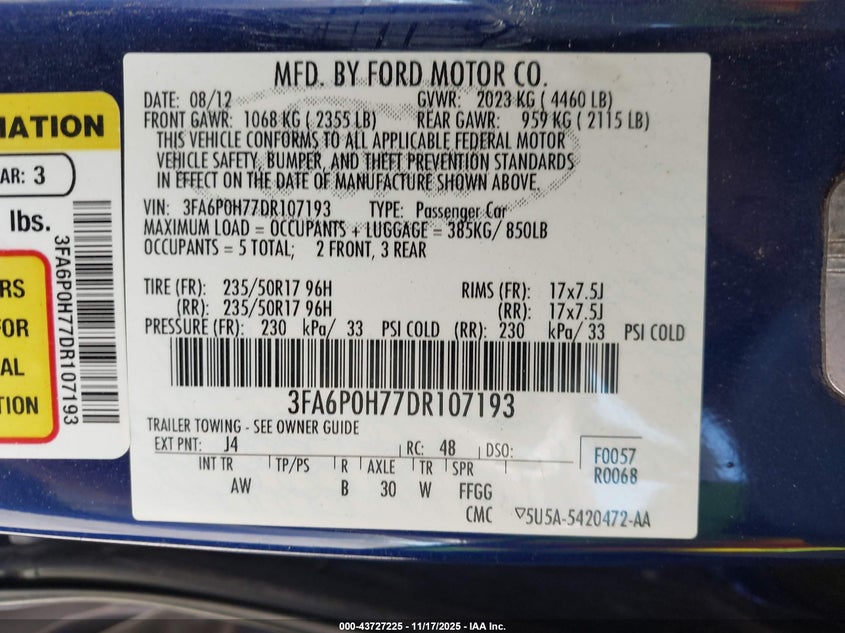 MFD. BY FORD MOTOR CO.
DATE: 08/12 GVWR: 2023 KG ( 4460 LB)
FRONT GAWR: 1068 KG ( 2355 LB) REAR GAWR: 959 KG ( 2115 LB)
THIS VEHICLE CONFORMS TO ALL APPLICABLE FEDERAL MOTOR
VEHICLE SAFETY, BUMPER, AND THEFT PREVENTION STANDARDS
IN EFFECT ON THE DATE OF MANUFACTURE SHOWN ABOVE.
VIN: 3FA6P0H77DR107193 TYPE: Passenger Car
MAXIMUM LOAD = OCCUPANTS + LUGGAGE = 385KG/ 850LB
OCCUPANTS = 5 TOTAL; 2 FRONT, 3 REAR
TIRE (FR): 235/50R17 96H RIMS (FR): 17x7.5J
(RR): 235/50R17 96H (RR): 17x7.5J
PRESSURE (FR): 230 kPa/ 33 PSI COLD (RR): 230 kPa/ 33 PSI COLD
3FA6P0H77DR107193
TRAILER TOWING - SEE OWNER GUIDE
EXT PNT: J4 RC: 48 DSO:
INT TR TP/PS R AXLE TR SPR
AW B 30 W FFGG
CMC ▽5U5A-5420472-AA
F0057
R0068
MATION
AR: 3
lbs.
RS
FOR
AL
TION
3FA6P0H77DR107193
000-43727225 - 11/17/2025 - IAA Inc.